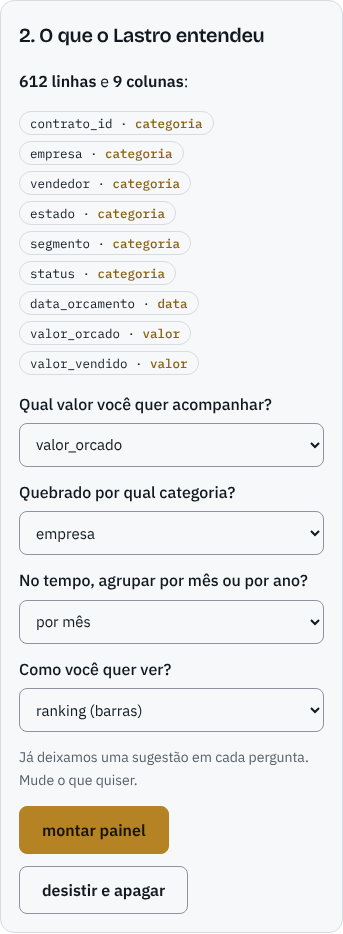 2. O que o Lastro entendeu
612 linhas e 9 colunas:
contrato_id · categoria
empresa · categoria
vendedor · categoria
estado · categoria
segmento · categoria
status · categoria
data_orcamento · data
valor_orcado · valor
valor_vendido · valor
Qual valor você quer acompanhar?
valor_orcado
Quebrado por qual categoria?
empresa
No tempo, agrupar por mês ou por ano?
por mês
Como você quer ver?
ranking (barras)
Já deixamos uma sugestão em cada pergunta.
Mude o que quiser.
montar painel
desistir e apagar